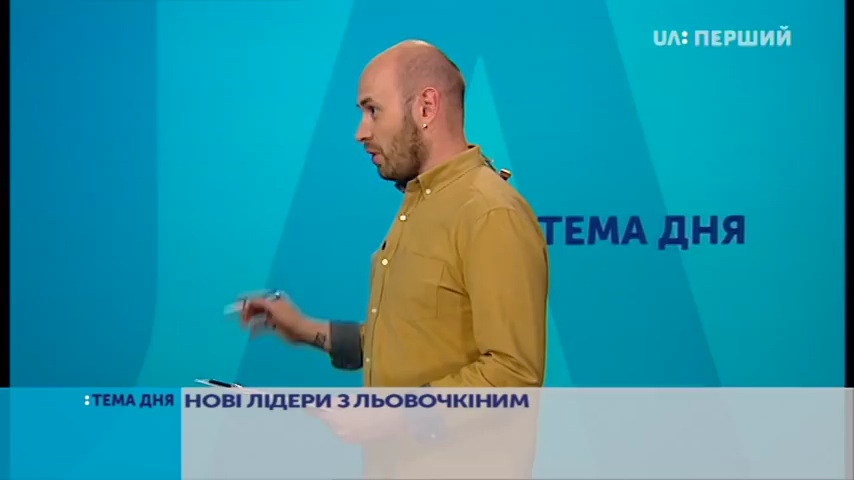 UA: ПЕРШИЙ
ТЕМА ДНЯ
:ТЕМА ДНЯ
НОВІ ЛІДЕРИ З ЛЬОВОЧКІНИМ